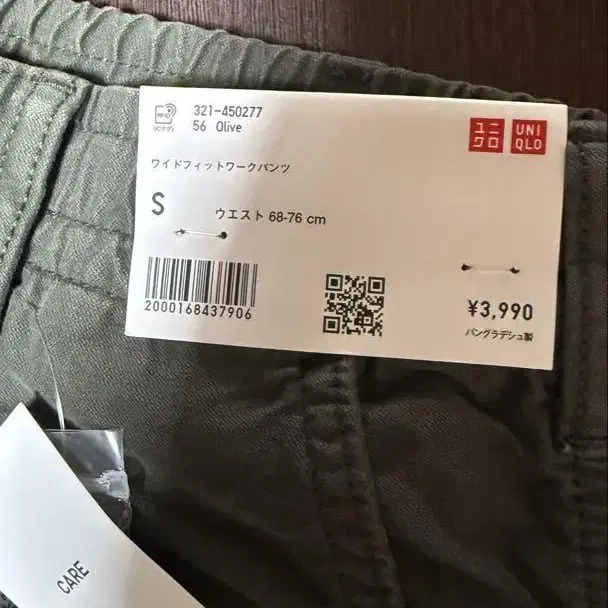 321-450277
56 Olive
ユニ
クロ
UNI
QLO
ワイドフィットワークパンツ
S
ウエスト 68-76 cm
2000168437906
¥3,990
バングラデシュ製
CARE